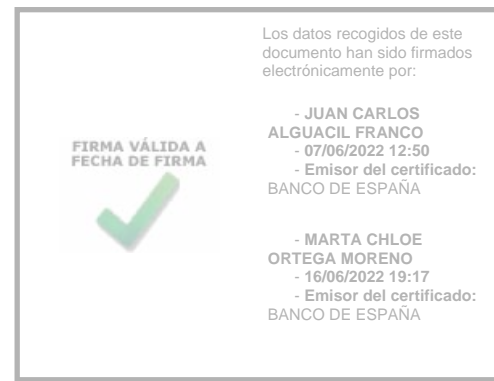 FIRMA VÁLIDA A
FECHA DE FIRMA
Los datos recogidos de este
documento han sido firmados
electrónicamente por:
- JUAN CARLOS
ALGUACIL FRANCO
- 07/06/2022 12:50
- Emisor del certificado:
BANCO DE ESPAÑA
- MARTA CHLOE
ORTEGA MORENO
- 16/06/2022 19:17
- Emisor del certificado:
BANCO DE ESPAÑA